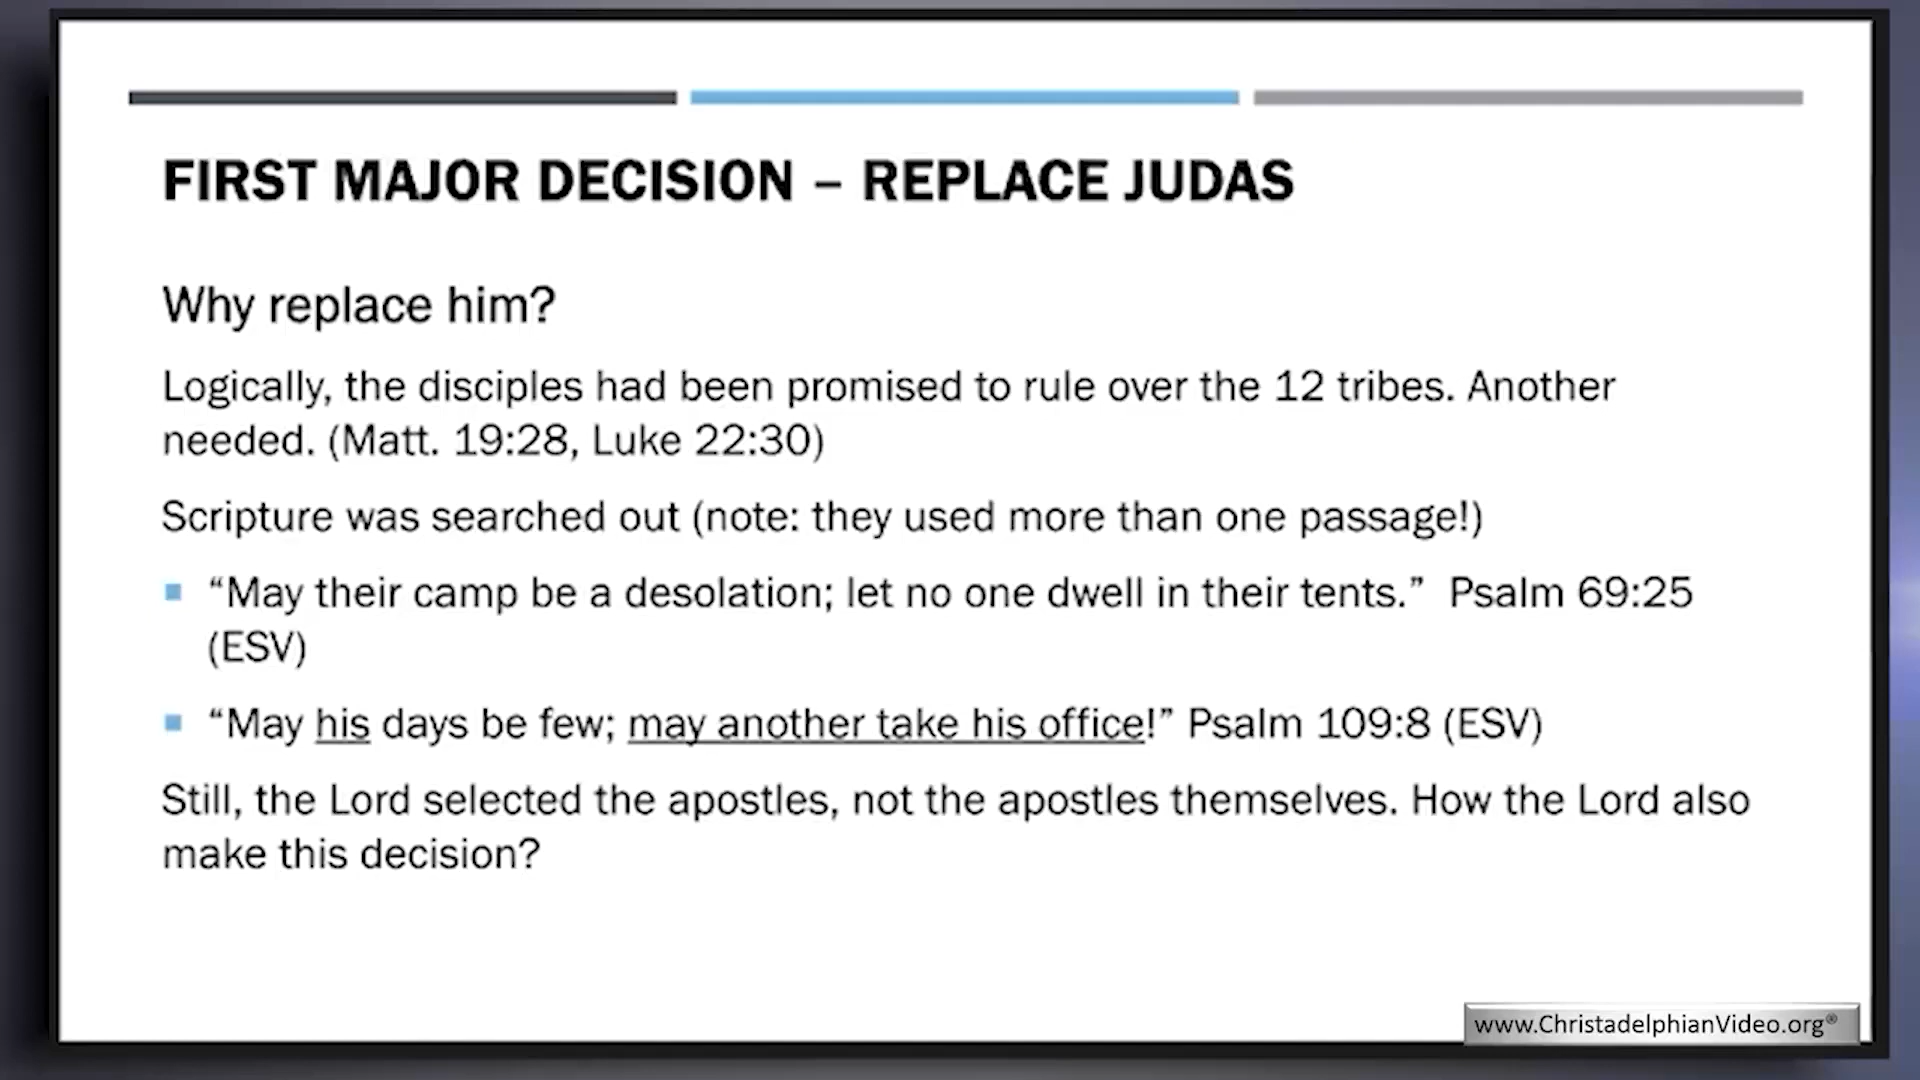 FIRST MAJOR DECISION – REPLACE JUDAS
Why replace him?
Logically, the disciples had been promised to rule over the 12 tribes. Another
needed. (Matt. 19:28, Luke 22:30)
Scripture was searched out (note: they used more than one passage!)
“May their camp be a desolation; let no one dwell in their tents.”  Psalm 69:25
(ESV)
“May his days be few; may another take his office!” Psalm 109:8 (ESV)
Still, the Lord selected the apostles, not the apostles themselves. How the Lord also
make this decision?
www.ChristadelphianVideo.org®